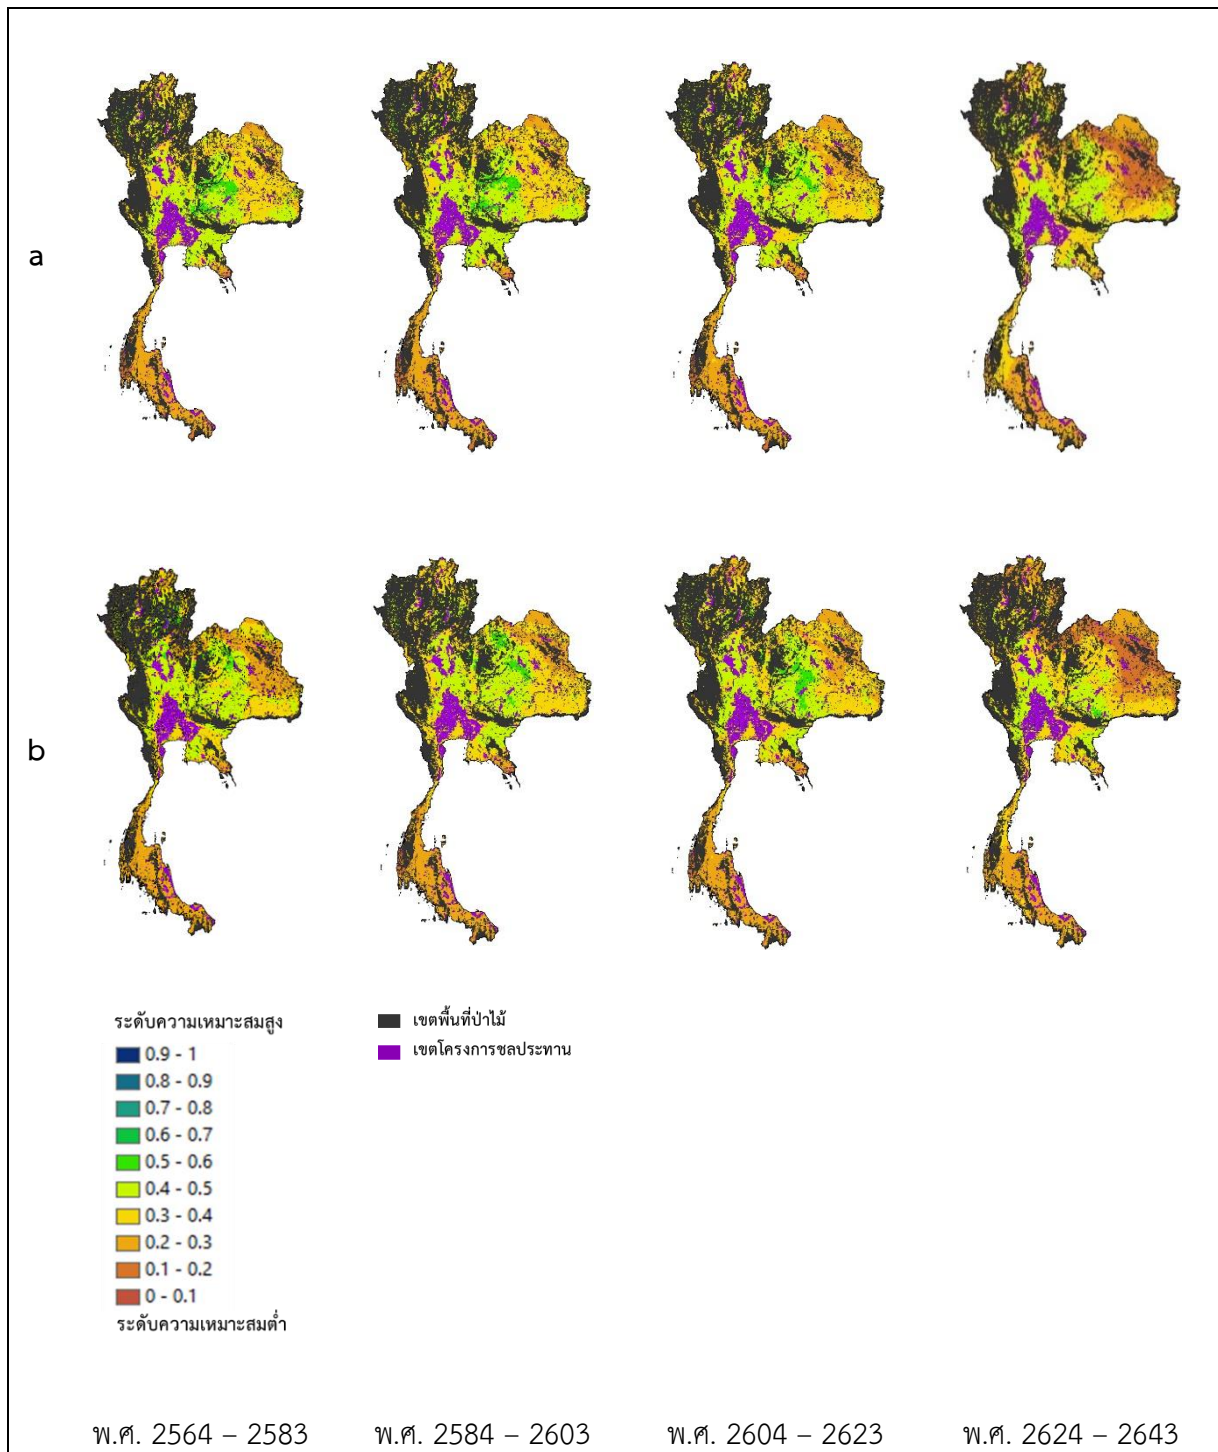 a
b
ระดับความเหมาะสมสูง
0.9 - 1
0.8 - 0.9
0.7 - 0.8
0.6 - 0.7
0.5 - 0.6
0.4 - 0.5
0.3 - 0.4
0.2 - 0.3
0.1 - 0.2
0 - 0.1
ระดับความเหมาะสมต่ำ
เขตพื้นที่ป่าไม้
เขตโครงการชลประทาน
พ.ศ. 2564 – 2583
พ.ศ. 2584 – 2603
พ.ศ. 2604 – 2623
พ.ศ. 2624 – 2643